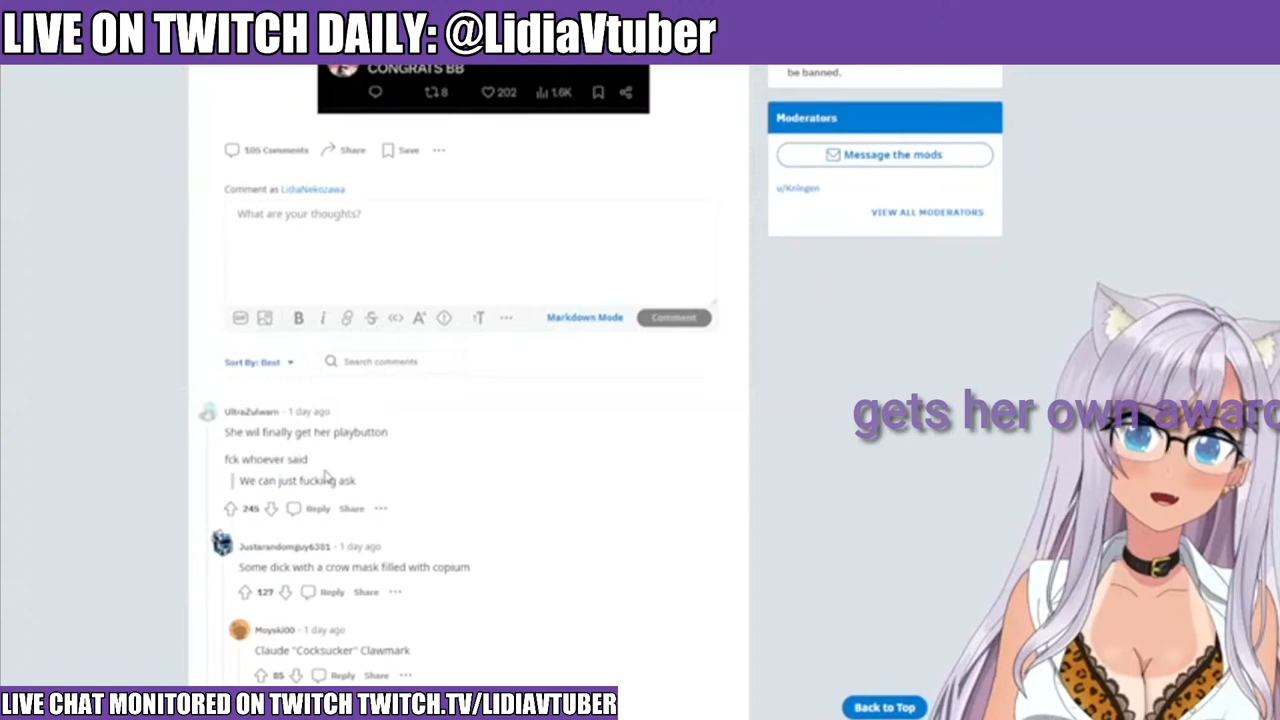 LIVE ON TWITCH DAILY: @LidiaVtuber
CONGRATS BB
8 202 1.6K
be banned.
Moderators
Message the mods
u/Kningen
VIEW ALL MODERATORS
105 Comments Share Save
Comment as LidiaNekozawa
What are your thoughts?
Markdown Mode Comment
Sort By: Best Search comments
gets her own award
UltraZulwarn · 1 day ago
She wil finally get her playbutton
fck whoever said
We can just fucking ask
245 Reply Share
Justarandomguy6381 · 1 day ago
Some dick with a crow mask filled with copium
127 Reply Share
Moyski00 · 1 day ago
Claude "Cocksucker" Clawmark
85 Reply Share
Back to Top
LIVE CHAT MONITORED ON TWITCH TWITCH.TV/LIDIAVTUBER